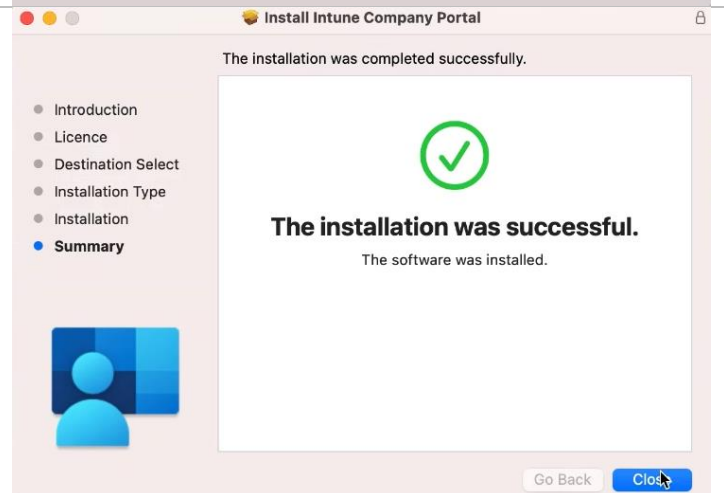 Install Intune Company Portal
The installation was completed successfully.
Introduction
Licence
Destination Select
Installation Type
Installation
Summary
The installation was successful.
The software was installed.
Go Back
Close